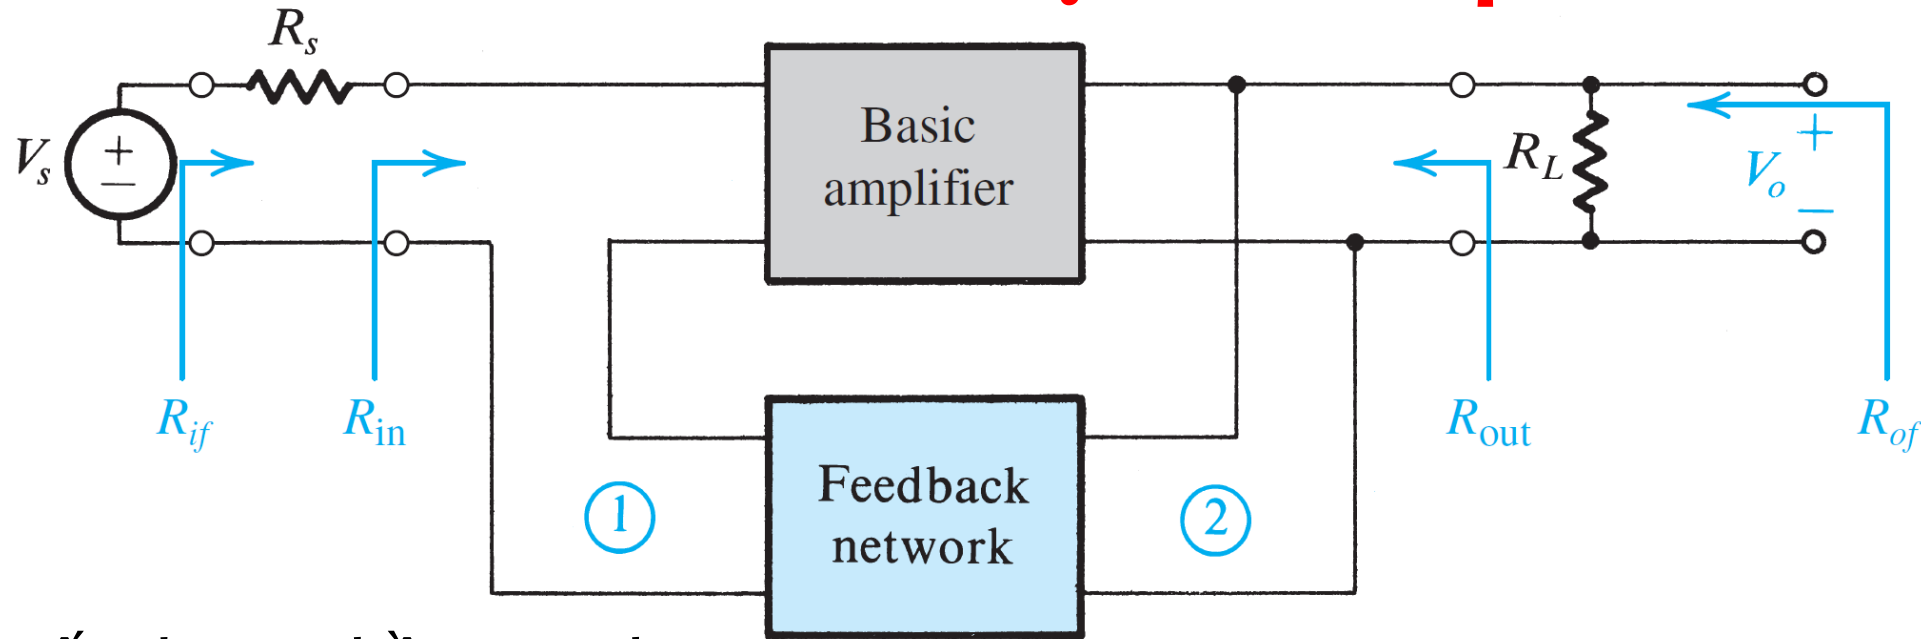 Rs
Vs
+
−
Basic
amplifier
RL
+
Vo
−
Rif
Rin
Rout
Rof
Feedback
network
1
2